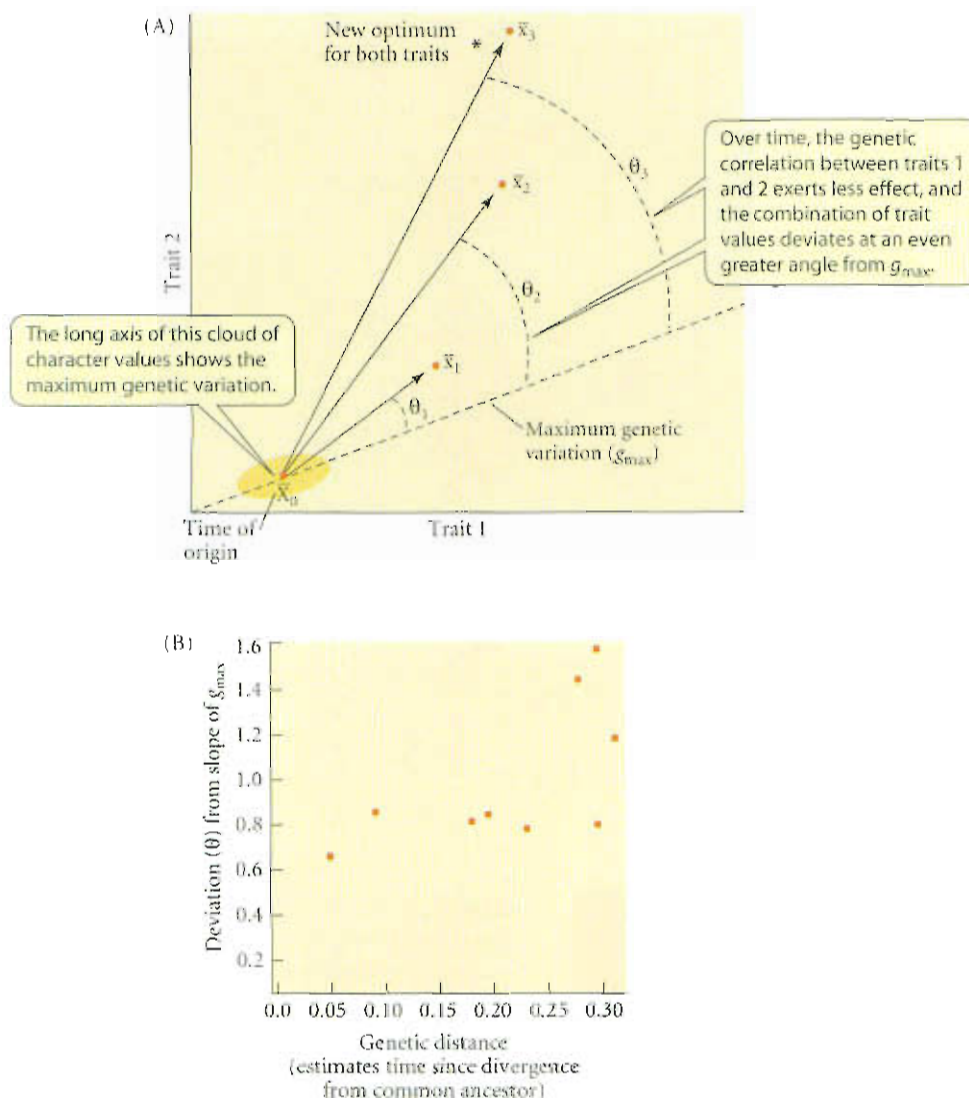 (A)
New optimum
for both traits
*
x̄₃
x̄₂
x̄₁
θ₃
θ₂
θ₁
Over time, the genetic
correlation between traits 1
and 2 exerts less effect, and
the combination of trait
values deviates at an even
greater angle from gmax.
Trait 2
The long axis of this cloud of
character values shows the
maximum genetic variation.
Maximum genetic
variation (gmax)
x̄₀
Time of
origin
Trait 1
(B)
Deviation (θ) from slope of gmax
1.6
1.4
1.2
1.0
0.8
0.6
0.4
0.2
0.0 0.05 0.10 0.15 0.20 0.25 0.30
Genetic distance
(estimates time since divergence
from common ancestor)